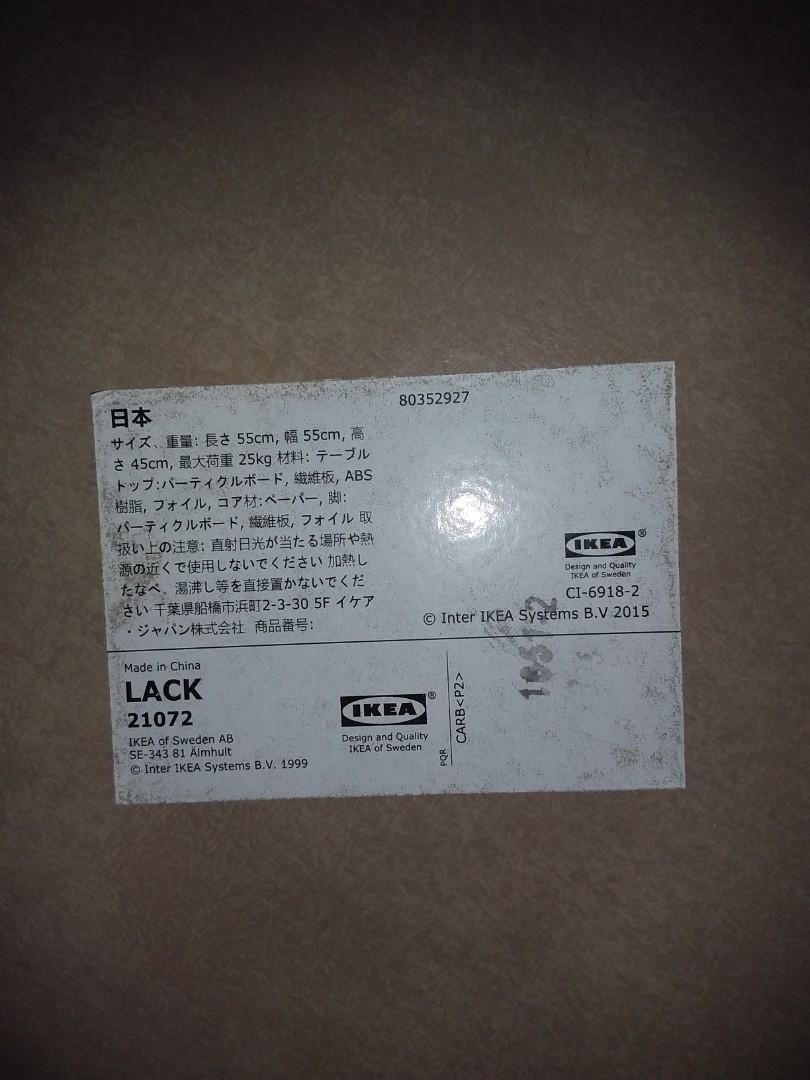 日本
サイズ、重量: 長さ 55cm, 幅 55cm, 高
さ 45cm, 最大荷重 25kg 材料: テーブル
トップ:パーティクルボード, 繊維板, ABS
樹脂, フォイル, コア材:ペーパー, 脚:
パーティクルボード, 繊維板, フォイル 取
扱い上の注意: 直射日光が当たる場所や熱
源の近くで使用しないでください 加熱し
たなべ、湯沸し等を直接置かないでくだ
さい 千葉県船橋市浜町2-3-30 5F イケア
・ジャパン株式会社 商品番号:
80352927
IKEA®
Design and Quality
IKEA of Sweden
CI-6918-2
© Inter IKEA Systems B.V 2015
Made in China
LACK
21072
IKEA of Sweden AB
SE-343 81 Älmhult
© Inter IKEA Systems B.V. 1999
IKEA®
Design and Quality
IKEA of Sweden
PQR
CARB<P2>